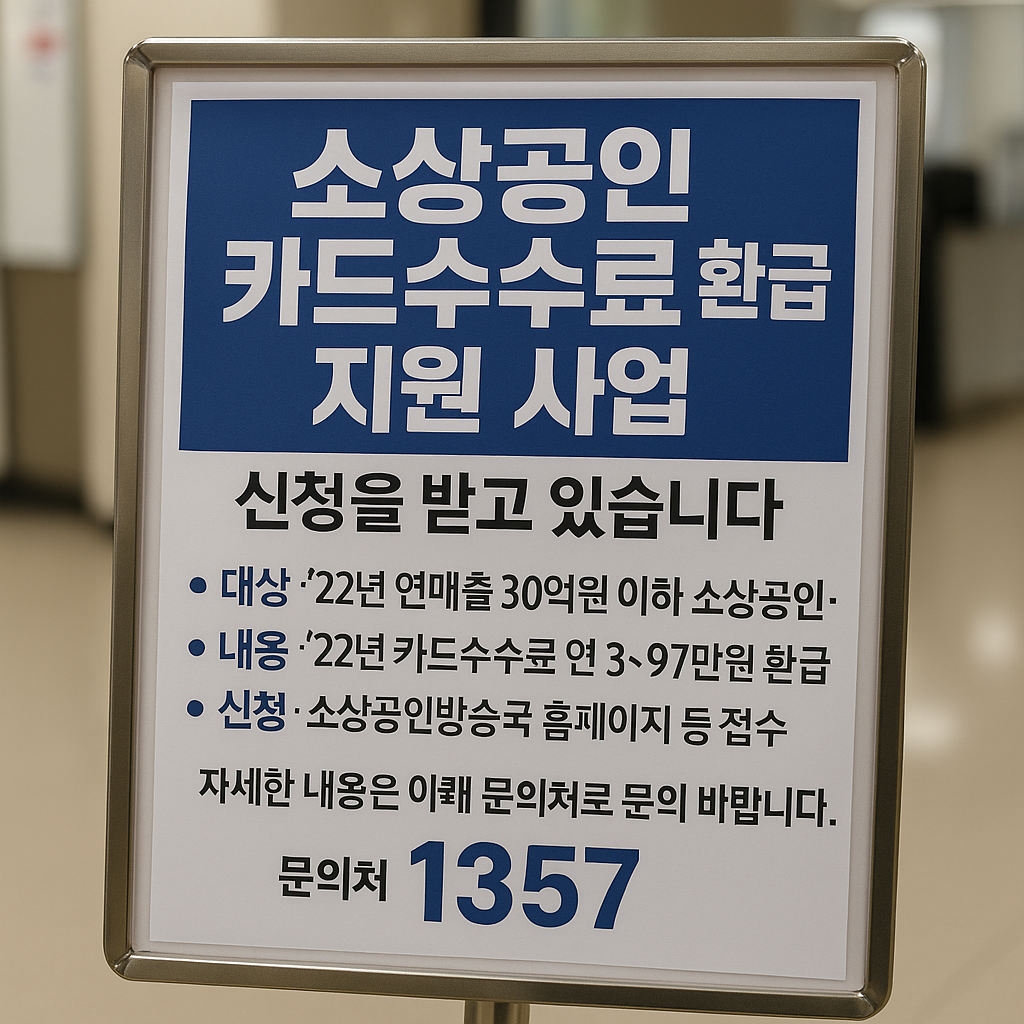 소상공인
카드수수료 환급
지원 사업
신청을 받고 있습니다
• 대상 ·'22년 연매출 30억원 이하 소상공인·
• 내용 ·'22년 카드수수료 연 3~97만원 환급
• 신청 · 소상공인방승국 홈페이지 등 접수
자세한 내용은 문의처로 문의 바랍니다.
문의처 1357